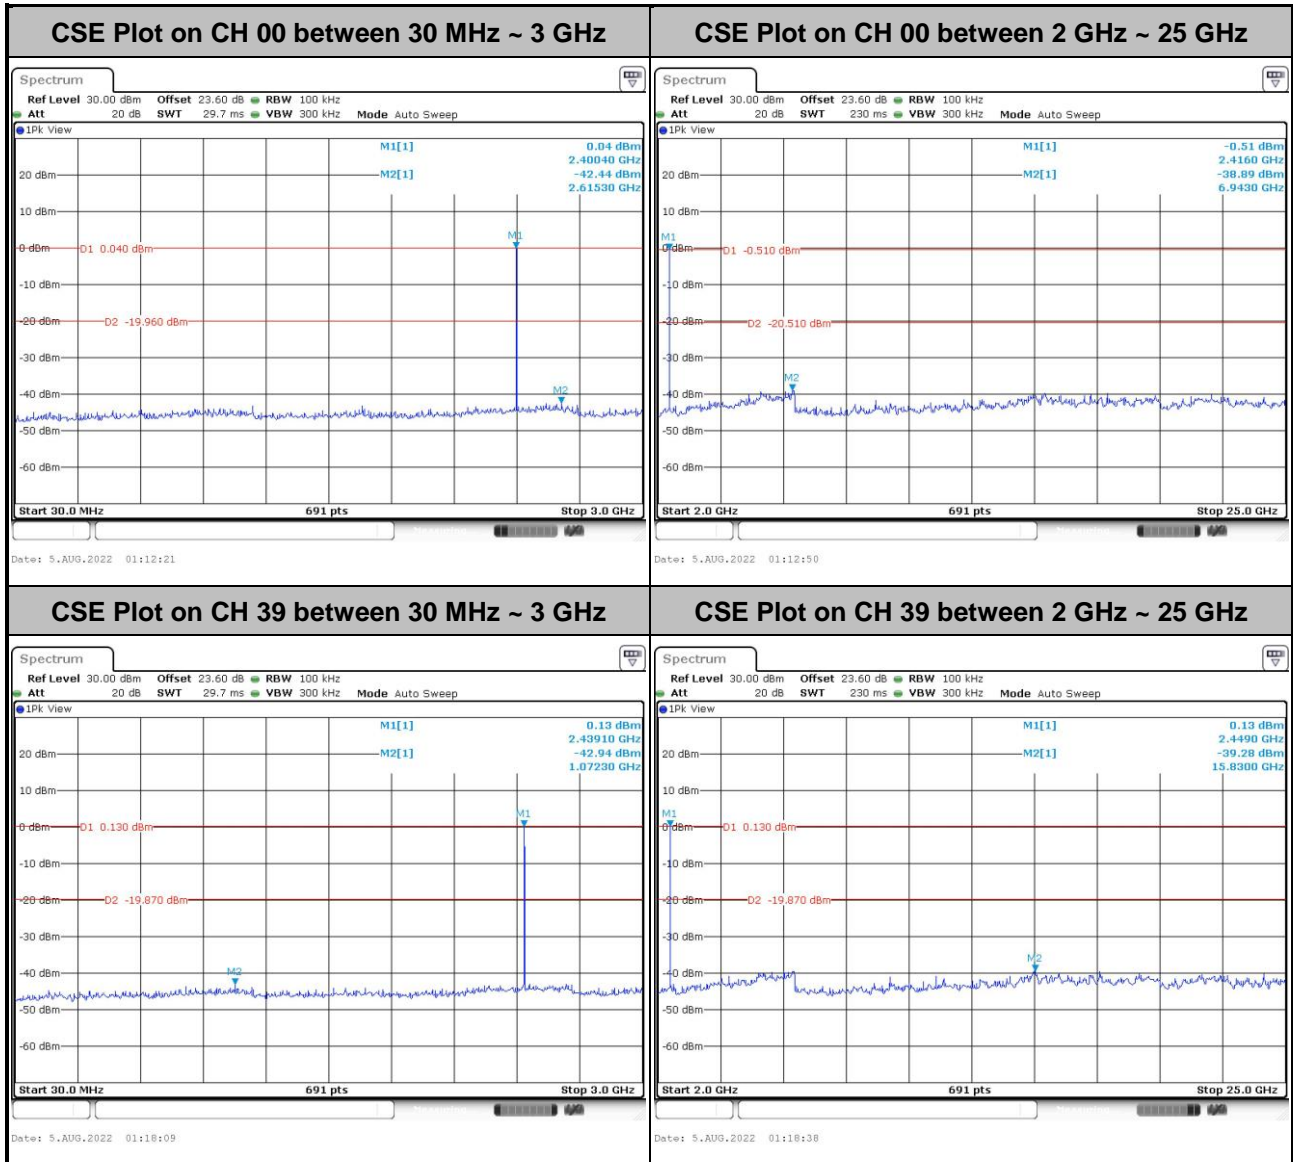 CSE Plot on CH 00 between 30 MHz ~ 3 GHz
Spectrum
Ref Level 30.00 dBm Offset 23.60 dB RBW 100 kHz
Att 20 dB SWT 29.7 ms VBW 300 kHz Mode Auto Sweep
1Pk View
M1[1] 0.04 dBm
2.40040 GHz
20 dBm M2[1] -42.44 dBm
2.61530 GHz
10 dBm
M1
0 dBm D1 0.040 dBm
-10 dBm
-20 dBm D2 -19.960 dBm
-30 dBm
-40 dBm M2
-50 dBm
-60 dBm
Start 30.0 MHz 691 pts Stop 3.0 GHz
Date: 5.AUG.2022 01:12:21
CSE Plot on CH 00 between 2 GHz ~ 25 GHz
Spectrum
Ref Level 30.00 dBm Offset 23.60 dB RBW 100 kHz
Att 20 dB SWT 230 ms VBW 300 kHz Mode Auto Sweep
1Pk View
M1[1] -0.51 dBm
2.4160 GHz
20 dBm M2[1] -38.89 dBm
6.9430 GHz
10 dBm
M1
0 dBm D1 -0.510 dBm
-10 dBm
-20 dBm D2 -20.510 dBm
-30 dBm
M2
-40 dBm
-50 dBm
-60 dBm
Start 2.0 GHz 691 pts Stop 25.0 GHz
Date: 5.AUG.2022 01:12:50
CSE Plot on CH 39 between 30 MHz ~ 3 GHz
Spectrum
Ref Level 30.00 dBm Offset 23.60 dB RBW 100 kHz
Att 20 dB SWT 29.7 ms VBW 300 kHz Mode Auto Sweep
1Pk View
M1[1] 0.13 dBm
2.43910 GHz
20 dBm M2[1] -42.94 dBm
1.07230 GHz
10 dBm
M1
0 dBm D1 0.130 dBm
-10 dBm
-20 dBm D2 -19.870 dBm
-30 dBm
-40 dBm M2
-50 dBm
-60 dBm
Start 30.0 MHz 691 pts Stop 3.0 GHz
Date: 5.AUG.2022 01:18:09
CSE Plot on CH 39 between 2 GHz ~ 25 GHz
Spectrum
Ref Level 30.00 dBm Offset 23.60 dB RBW 100 kHz
Att 20 dB SWT 230 ms VBW 300 kHz Mode Auto Sweep
1Pk View
M1[1] 0.13 dBm
2.4490 GHz
20 dBm M2[1] -39.28 dBm
15.8300 GHz
10 dBm
M1
0 dBm D1 0.130 dBm
-10 dBm
-20 dBm D2 -19.870 dBm
-30 dBm
M2
-40 dBm
-50 dBm
-60 dBm
Start 2.0 GHz 691 pts Stop 25.0 GHz
Date: 5.AUG.2022 01:18:38